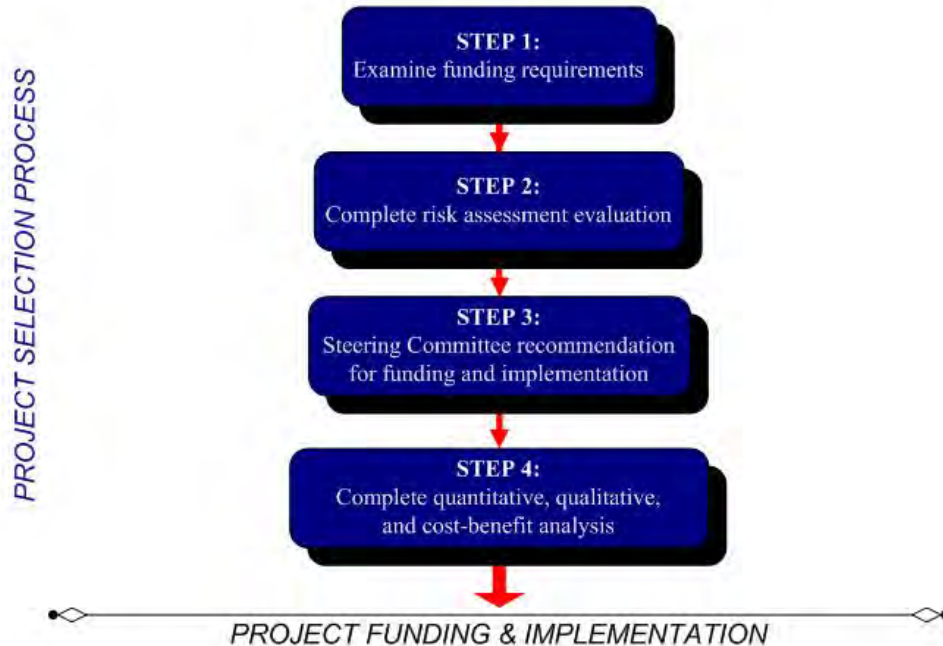 PROJECT SELECTION PROCESS
STEP 1:
Examine funding requirements
STEP 2:
Complete risk assessment evaluation
STEP 3:
Steering Committee recommendation
for funding and implementation
STEP 4:
Complete quantitative, qualitative,
and cost-benefit analysis
PROJECT FUNDING & IMPLEMENTATION